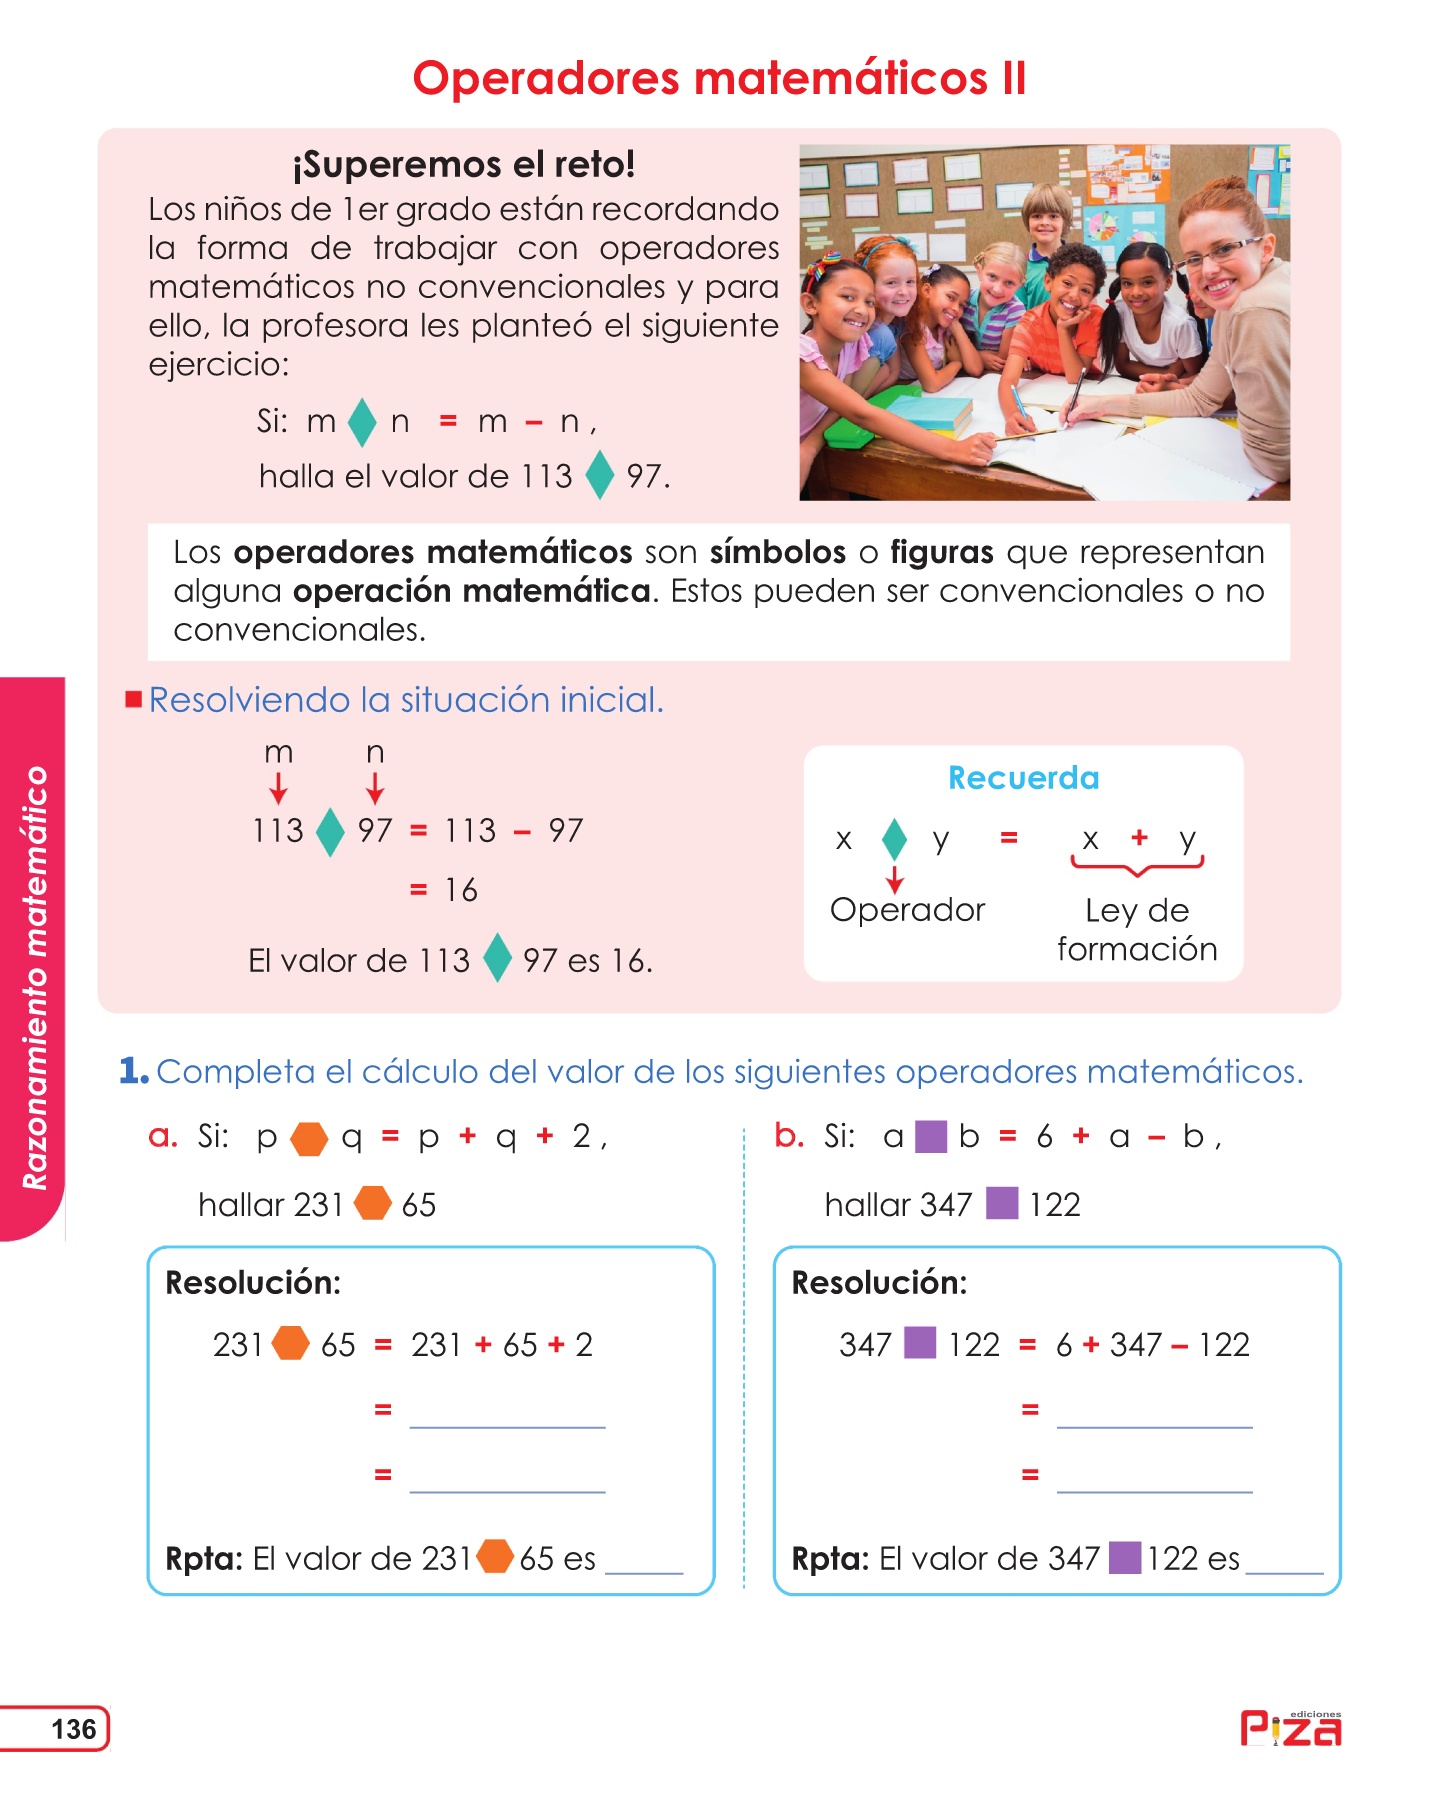 Operadores matemáticos II
¡Superemos el reto!
Los niños de 1er grado están recordando
la forma de trabajar con operadores
matemáticos no convencionales y para
ello, la profesora les planteó el siguiente
ejercicio:
Si: m n = m – n ,
halla el valor de 113 97.
Los operadores matemáticos son símbolos o figuras que representan
alguna operación matemática. Estos pueden ser convencionales o no
convencionales.
Resolviendo la situación inicial.
m n
113 97 = 113 – 97
= 16
El valor de 113 97 es 16.
Recuerda
x y = x + y
Operador
Ley de
formación
Razonamiento matemático
1. Completa el cálculo del valor de los siguientes operadores matemáticos.
a. Si: p q = p + q + 2 ,
hallar 231 65
Resolución:
231 65 = 231 + 65 + 2
=
=
Rpta: El valor de 231 65 es
b. Si: a b = 6 + a – b ,
hallar 347 122
Resolución:
347 122 = 6 + 347 – 122
=
=
Rpta: El valor de 347 122 es
136
ediciones
Piza